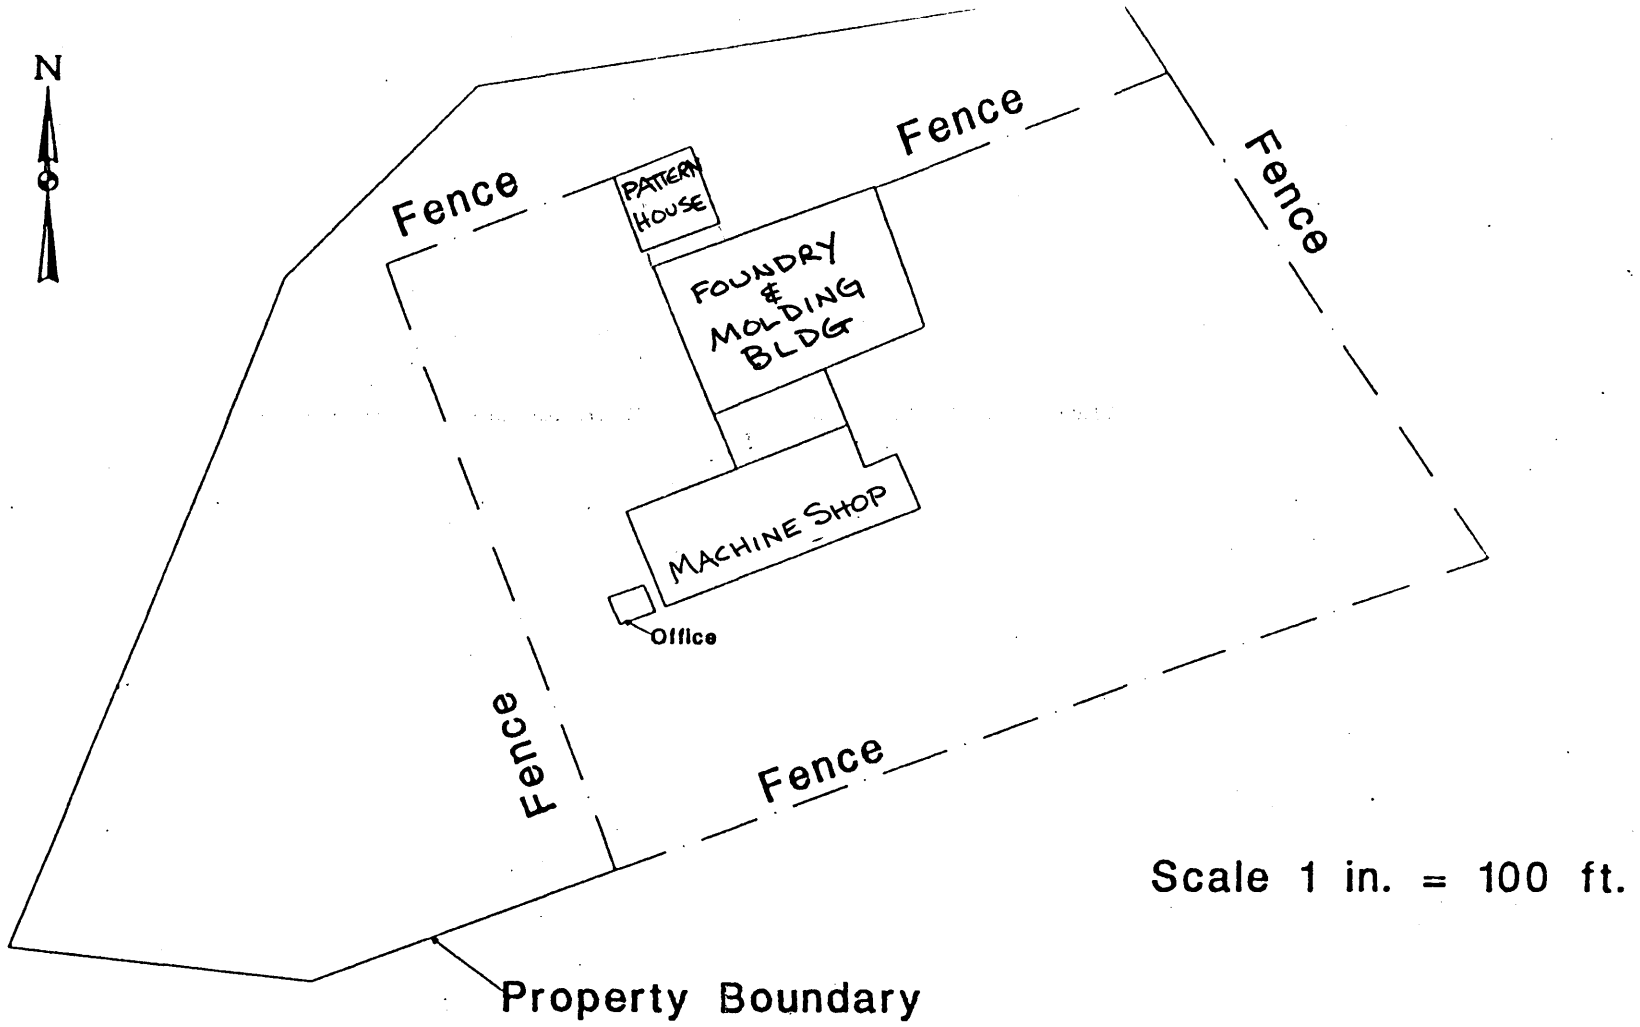 N
Fence
Fence
Fence
PATTERN
HOUSE
FOUNDRY
&
MOLDING
BLDG
MACHINE SHOP
Office
Fence
Fence
Scale 1 in. = 100 ft.
Property Boundary